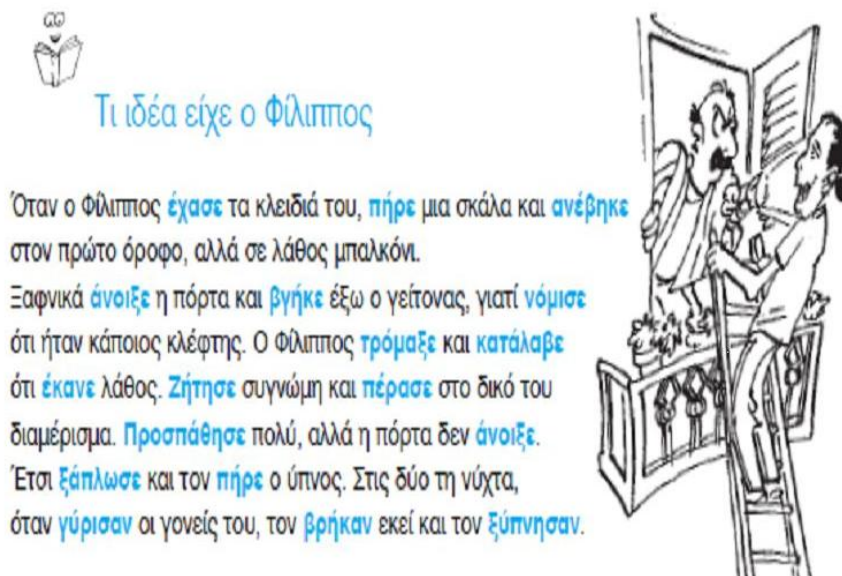 Τι ιδέα είχε ο Φίλιππος
Όταν ο Φίλιππος έχασε τα κλειδιά του, πήρε μια σκάλα και ανέβηκε
στον πρώτο όροφο, αλλά σε λάθος μπαλκόνι.
Ξαφνικά άνοιξε η πόρτα και βγήκε έξω ο γείτονας, γιατί νόμισε
ότι ήταν κάποιος κλέφτης. Ο Φίλιππος τρόμαξε και κατάλαβε
ότι έκανε λάθος. Ζήτησε συγνώμη και πέρασε στο δικό του
διαμέρισμα. Προσπάθησε πολύ, αλλά η πόρτα δεν άνοιξε.
Έτσι ξάπλωσε και τον πήρε ο ύπνος. Στις δύο τη νύχτα,
όταν γύρισαν οι γονείς του, τον βρήκαν εκεί και τον ξύπνησαν.